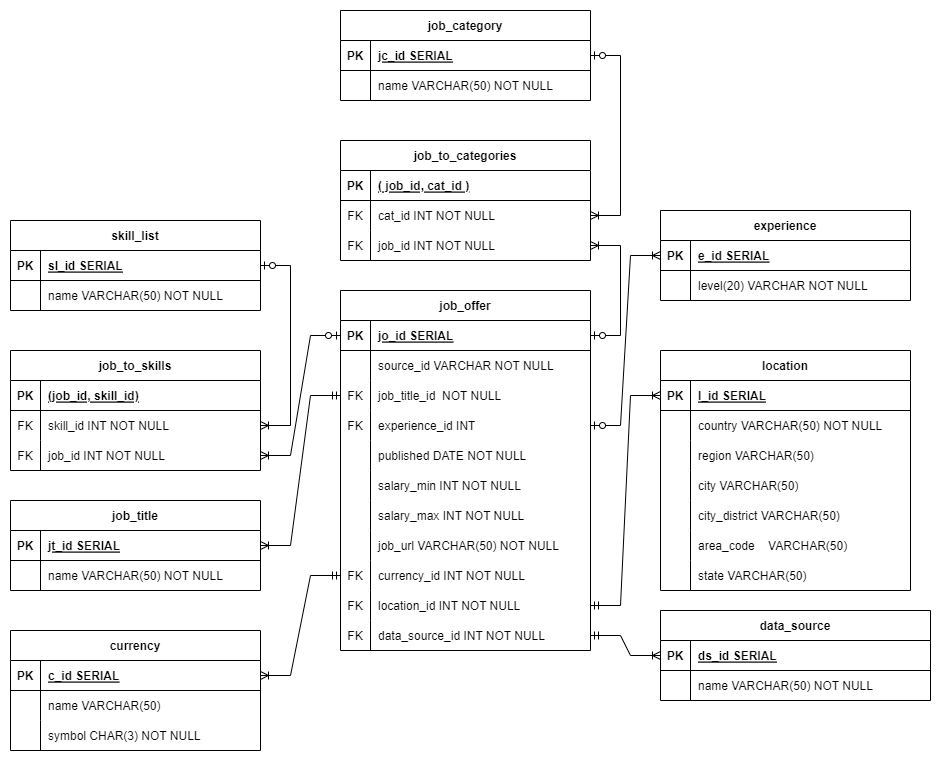 job_category
PK jc_id SERIAL
name VARCHAR(50) NOT NULL
job_to_categories
PK ( job_id, cat_id )
FK cat_id INT NOT NULL
FK job_id INT NOT NULL
skill_list
PK sl_id SERIAL
name VARCHAR(50) NOT NULL
experience
PK e_id SERIAL
level(20) VARCHAR NOT NULL
job_offer
PK jo_id SERIAL
source_id VARCHAR NOT NULL
FK job_title_id NOT NULL
FK experience_id INT
published DATE NOT NULL
salary_min INT NOT NULL
salary_max INT NOT NULL
job_url VARCHAR(50) NOT NULL
FK currency_id INT NOT NULL
FK location_id INT NOT NULL
FK data_source_id INT NOT NULL
job_to_skills
PK (job_id, skill_id)
FK skill_id INT NOT NULL
FK job_id INT NOT NULL
location
PK l_id SERIAL
country VARCHAR(50) NOT NULL
region VARCHAR(50)
city VARCHAR(50)
city_district VARCHAR(50)
area_code VARCHAR(50)
state VARCHAR(50)
job_title
PK jt_id SERIAL
name VARCHAR(50) NOT NULL
currency
PK c_id SERIAL
name VARCHAR(50)
symbol CHAR(3) NOT NULL
data_source
PK ds_id SERIAL
name VARCHAR(50) NOT NULL